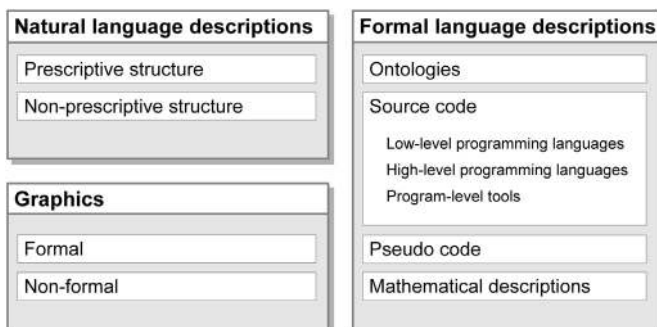 Natural language descriptions
Prescriptive structure
Non-prescriptive structure
Graphics
Formal
Non-formal
Formal language descriptions
Ontologies
Source code
Low-level programming languages
High-level programming languages
Program-level tools
Pseudo code
Mathematical descriptions